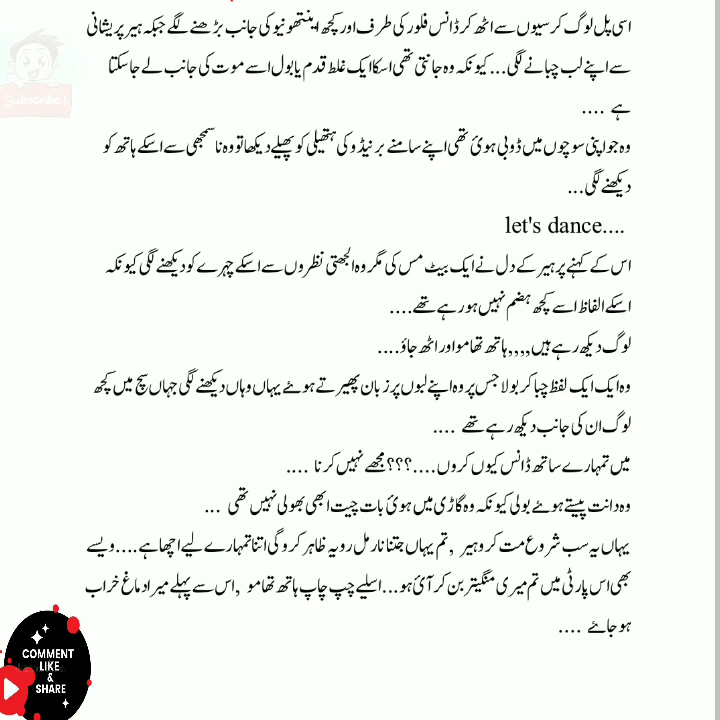 اسی پل لوگ کرسیوں سے اٹھ کر ڈانس فلور کی طرف اور کچھ اینتھونیو کی جانب بڑھنے لگے جبکہ ہیر پریشانی
سے اپنے لب چبانے لگی... کیونکہ وہ جانتی تھی اسکا ایک غلط قدم یا بول اسے موت کی جانب لے جا سکتا
ہے ....
وہ جو اپنی سوچوں میں ڈوبی ہوئ تھی اپنے سامنے برنیڈو کی ہتھیلی کو پھیلے دیکھا تو وہ نا سمجھی سے اسکے ہاتھ کو
دیکھنے لگی...
let's dance....
اس کے کہنے پر ہیر کے دل نے ایک بیٹ مس کی مگر وہ الجھتی نظروں سے اسکے چہرے کو دیکھنے لگی کیونکہ
اسکے الفاظ اسے کچھ ہضم نہیں ہو رہے تھے....
لوگ دیکھ رہے ہیں,,,,ہاتھ تھامو اور اٹھ جاؤ....
وہ ایک ایک لفظ چبا کر بولا جس پر وہ اپنے لبوں پر زبان پھیرتے ہوئے یہاں وہاں دیکھنے لگی جہاں سچ میں کچھ
لوگ ان کی جانب دیکھ رہے تھے ....
میں تمہارے ساتھ ڈانس کیوں کروں....؟؟؟ مجھے نہیں کرنا ....
وہ دانت پیستے ہوئے بولی کیونکہ وہ گاڑی میں ہوئ بات چیت ابھی بھولی نہیں تھی ...
یہاں یہ سب شروع مت کرو ہیر ,تم یہاں جتنا نارمل رویہ ظاہر کرو گی اتنا تمہارے لیے اچھا ہے....ویسے
بھی اس پارٹی میں تم میری منگیتر بن کر آئ ہو...اسلیے چپ چاپ ہاتھ تھامو ,اس سے پہلے میرا دماغ خراب
ہو جائے ....
Subscribe!
COMMENT
LIKE
&
SHARE